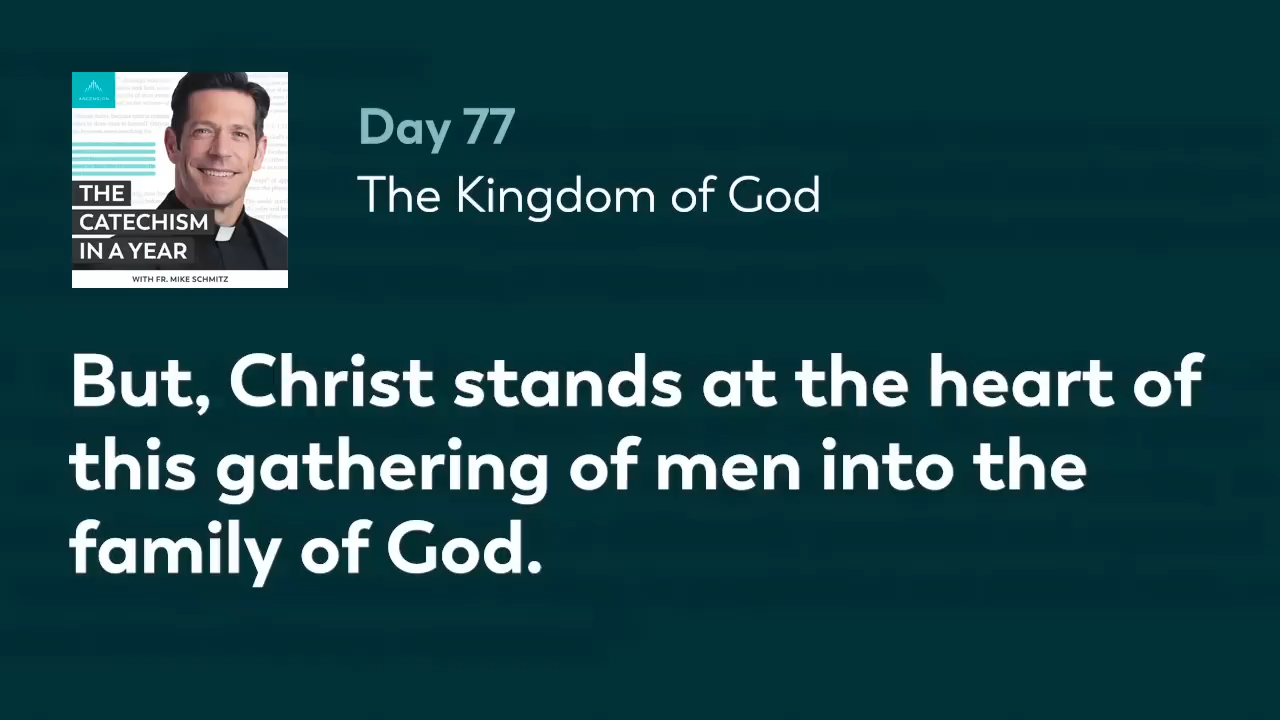 ASCENSION
Day 77
The Kingdom of God
THE
CATECHISM
IN A YEAR
WITH FR. MIKE SCHMITZ
But, Christ stands at the heart of
this gathering of men into the
family of God.